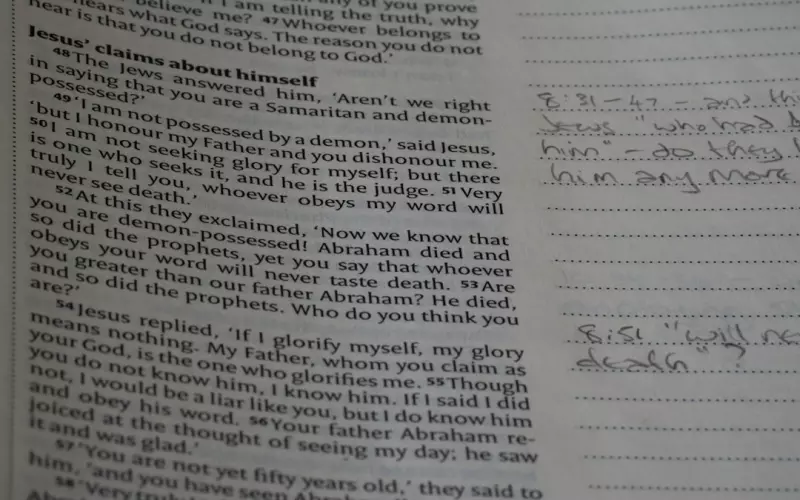 any of you prove
I am telling the truth, why
believe me? 47 Whoever belongs to
hears what God says. The reason you do not
hear is that you do not belong to God.'
Jesus' claims about himself
48 The Jews answered him, 'Aren't we right
in saying that you are a Samaritan and demon-
possessed?'
49 'I am not possessed by a demon,' said Jesus,
'but I honour my Father and you dishonour me.
50 I am not seeking glory for myself; but there
is one who seeks it, and he is the judge. 51 Very
truly I tell you, whoever obeys my word will
never see death.'
52 At this they exclaimed, 'Now we know that
you are demon-possessed! Abraham died and
so did the prophets, yet you say that whoever
obeys your word will never taste death. 53 Are
you greater than our father Abraham? He died,
and so did the prophets. Who do you think you
are?'
54 Jesus replied, 'If I glorify myself, my glory
means nothing. My Father, whom you claim as
your God, is the one who glorifies me. 55 Though
you do not know him, I know him. If I said I did
not, I would be a liar like you, but I do know him
and obey his word. 56 Your father Abraham re-
joiced at the thought of seeing my day; he saw
it and was glad.'
57 'You are not yet fifty years old,' they said to
him, 'and you have seen Abraham
58 'Very truly
8:31-47 - and
Jews "who had
him" - do they
him any more
8:51 "will
death" ?